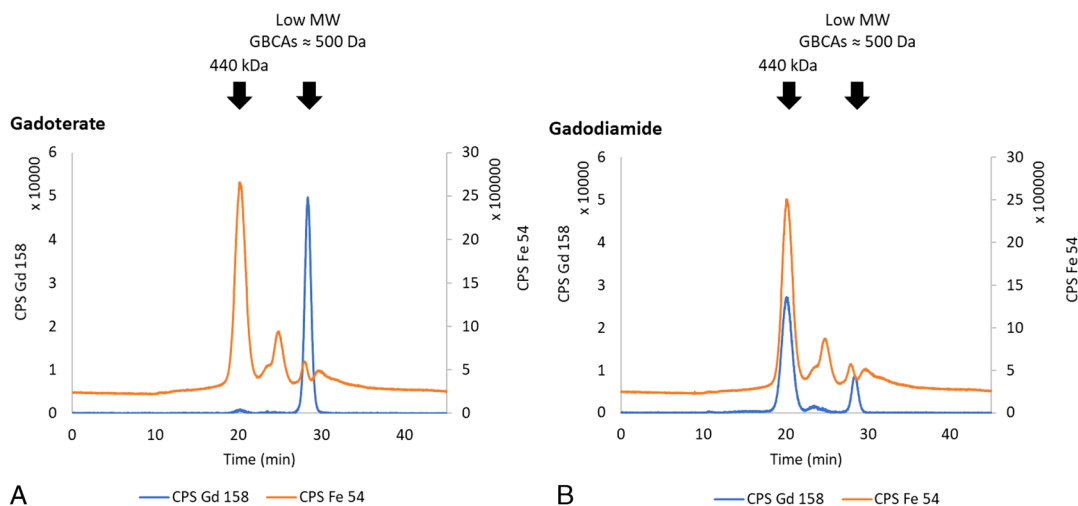 Low MW
GBCAs ≈ 500 Da
440 kDa
Gadoterate
x 10000
x 100000
CPS Gd 158
CPS Fe 54
6
5
4
3
2
1
0
30
25
20
15
10
5
0
0 10 20 30 40
Time (min)
A
CPS Gd 158 CPS Fe 54
Low MW
GBCAs ≈ 500 Da
440 kDa
Gadodiamide
x 10000
x 100000
CPS Gd 158
CPS Fe 54
6
5
4
3
2
1
0
30
25
20
15
10
5
0
0 10 20 30 40
Time (min)
B
CPS Gd 158 CPS Fe 54